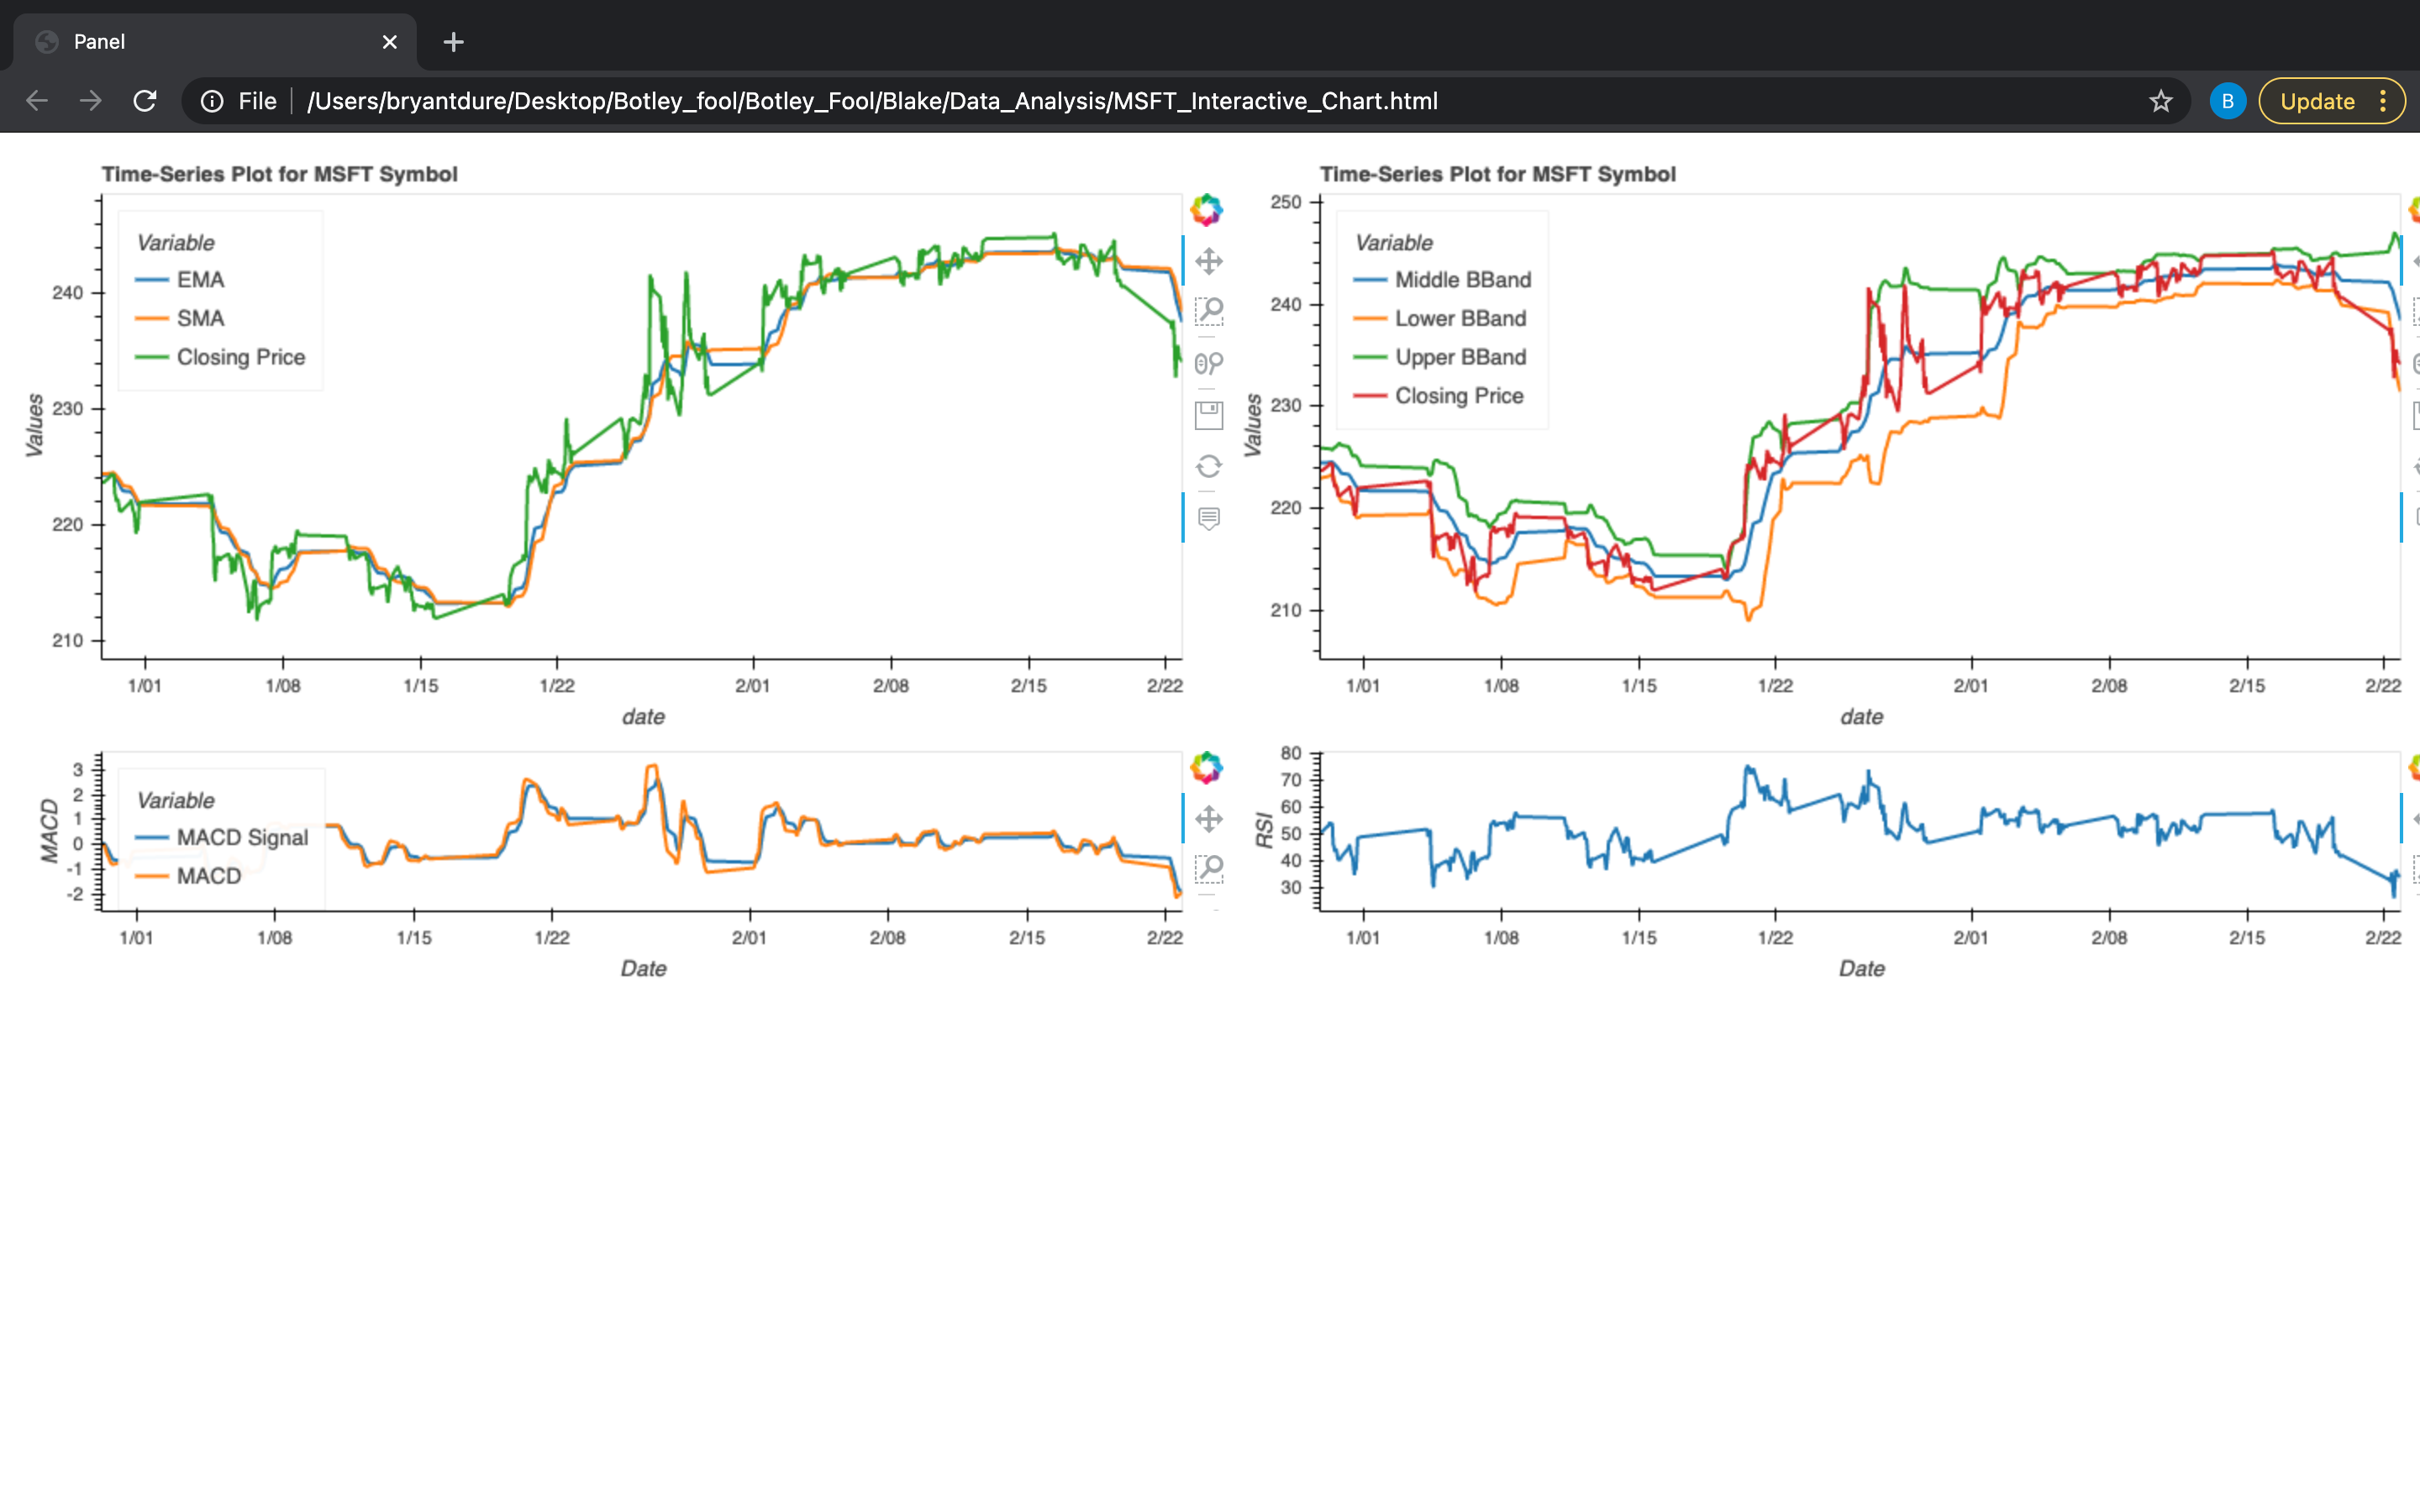 Panel
File
/Users/bryantdure/Desktop/Botley_fool/Botley_Fool/Blake/Data_Analysis/MSFT_Interactive_Chart.html
B
Update
Time-Series Plot for MSFT Symbol
Variable
EMA
SMA
Closing Price
Values
240
230
220
210
1/01 1/08 1/15 1/22 2/01 2/08 2/15 2/22
date
Time-Series Plot for MSFT Symbol
Variable
Middle BBand
Lower BBand
Upper BBand
Closing Price
Values
250
240
230
220
210
1/01 1/08 1/15 1/22 2/01 2/08 2/15 2/22
date
Variable
MACD Signal
MACD
MACD
3
2
1
0
-1
-2
1/01 1/08 1/15 1/22 2/01 2/08 2/15 2/22
Date
RSI
80
70
60
50
40
30
1/01 1/08 1/15 1/22 2/01 2/08 2/15 2/22
Date